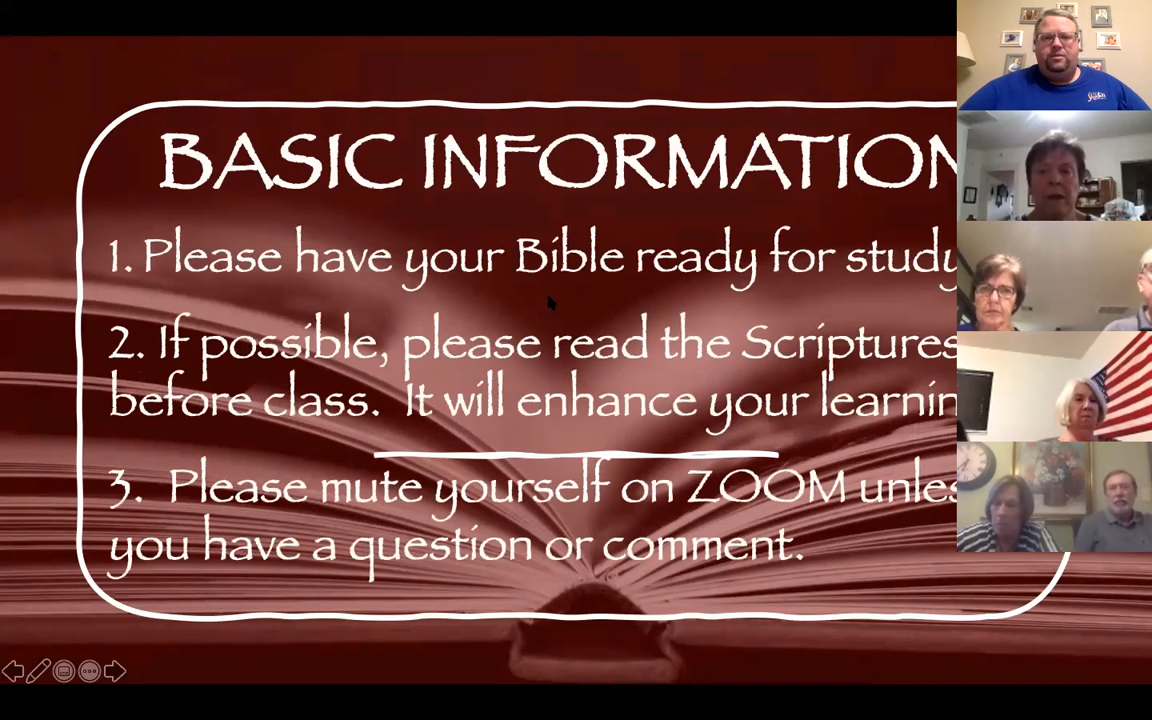 BASIC INFORMATION
1. Please have your Bible ready for study
2. If possible, please read the Scriptures
before class. It will enhance your learnin
3. Please mute yourself on ZOOM unles
you have a question or comment.